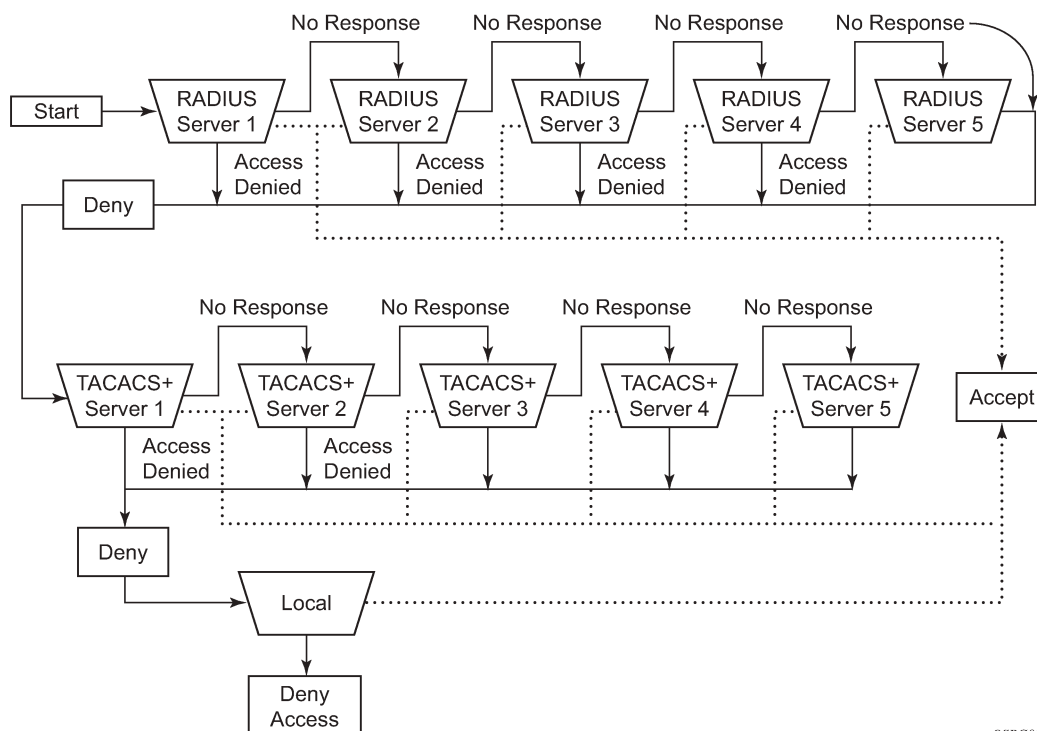 No Response
No Response
No Response
No Response
Start
RADIUS
Server 1
RADIUS
Server 2
RADIUS
Server 3
RADIUS
Server 4
RADIUS
Server 5
Access
Denied
Access
Denied
Access
Denied
Access
Denied
Deny
No Response
No Response
No Response
No Response
TACACS+
Server 1
TACACS+
Server 2
TACACS+
Server 3
TACACS+
Server 4
TACACS+
Server 5
Accept
Access
Denied
Access
Denied
Deny
Local
Deny
Access